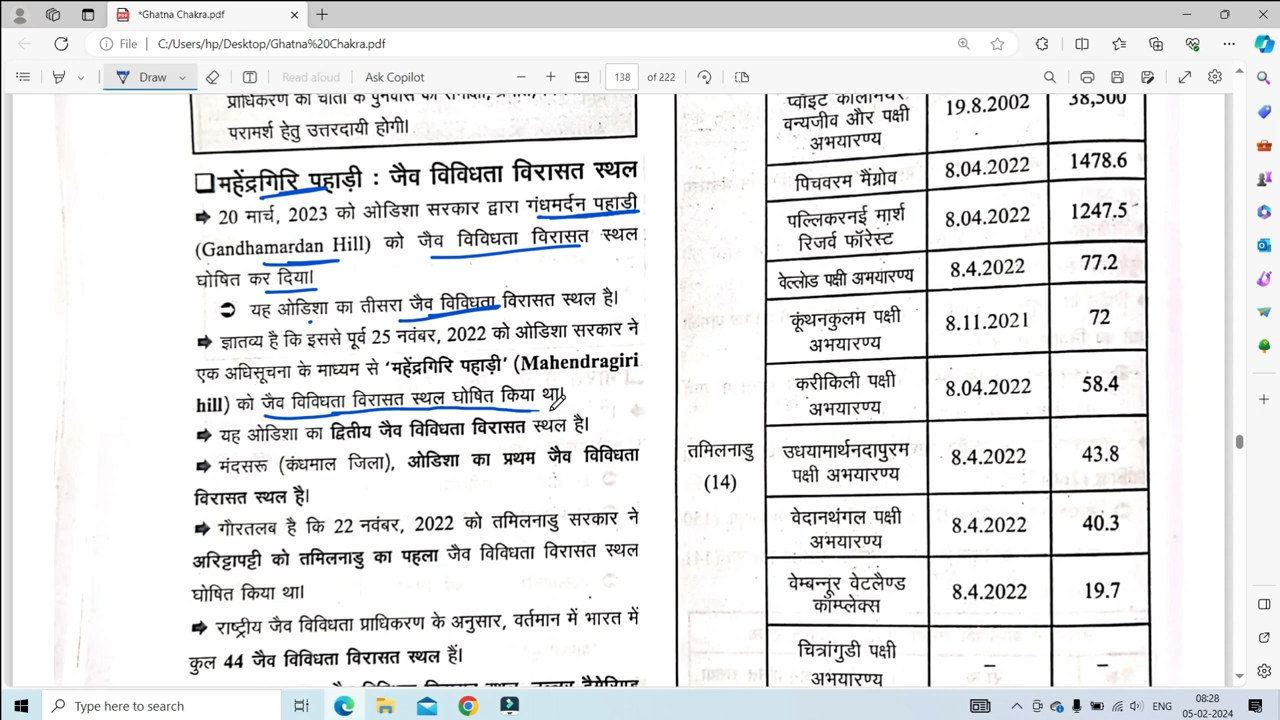 *Ghatna Chakra.pdf
File
C:/Users/hp/Desktop/Ghatna%20Chakra.pdf
Draw
Read aloud
Ask Copilot
138
of 222
परामर्श हेतु उत्तरदायी होगी।
महेंद्रगिरि पहाड़ी : जैव विविधता विरासत स्थल
20 मार्च, 2023 को ओडिशा सरकार द्वारा गंधमर्दन पहाड़ी
(Gandhamardan Hill) को जैव विविधता विरासत स्थल
घोषित कर दिया।
यह ओडिशा का तीसरा जैव विविधता विरासत स्थल है।
ज्ञातव्य है कि इससे पूर्व 25 नवंबर, 2022 को ओडिशा सरकार ने
एक अधिसूचना के माध्यम से 'महेंद्रगिरि पहाड़ी' (Mahendragiri
hill) को जैव विविधता विरासत स्थल घोषित किया था।
यह ओडिशा का द्वितीय जैव विविधता विरासत स्थल है।
मंदसरू (कंधमाल जिला), ओडिशा का प्रथम जैव विविधता
विरासत स्थल है।
गौरतलब है कि 22 नवंबर, 2022 को तमिलनाडु सरकार ने
अरिट्टापट्टी को तमिलनाडु का पहला जैव विविधता विरासत स्थल
घोषित किया था।
राष्ट्रीय जैव विविधता प्राधिकरण के अनुसार, वर्तमान में भारत में
कुल 44 जैव विविधता विरासत स्थल हैं।
तमिलनाडु
(14)
प्वाइंट कालिमेयर 19.8.2002 38,500
वन्यजीव और पक्षी
अभयारण्य
पिचवरम मैंग्रोव 8.04.2022 1478.6
पल्लिकरनई मार्श 8.04.2022 1247.5
रिजर्व फॉरेस्ट
वेल्लोड पक्षी अभयारण्य 8.4.2022 77.2
कूंथनकुलम पक्षी 8.11.2021 72
अभयारण्य
करीकिली पक्षी 8.04.2022 58.4
अभयारण्य
उधयामार्थनदापुरम 8.4.2022 43.8
पक्षी अभयारण्य
वेदानथंगल पक्षी 8.4.2022 40.3
अभयारण्य
वेम्बन्नूर वेटलैण्ड 8.4.2022 19.7
कॉम्प्लेक्स
चित्रांगुडी पक्षी – –
अभयारण्य
Type here to search
ENG
08:28
05-02-2024